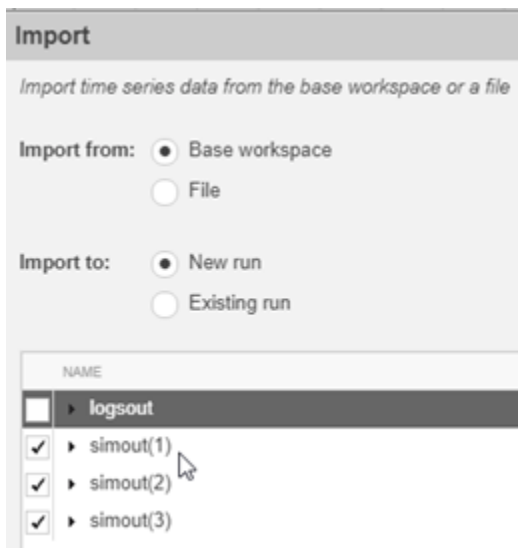 Import
Import time series data from the base workspace or a file
Import from: Base workspace
File
Import to: New run
Existing run
NAME
logsout
simout(1)
simout(2)
simout(3)